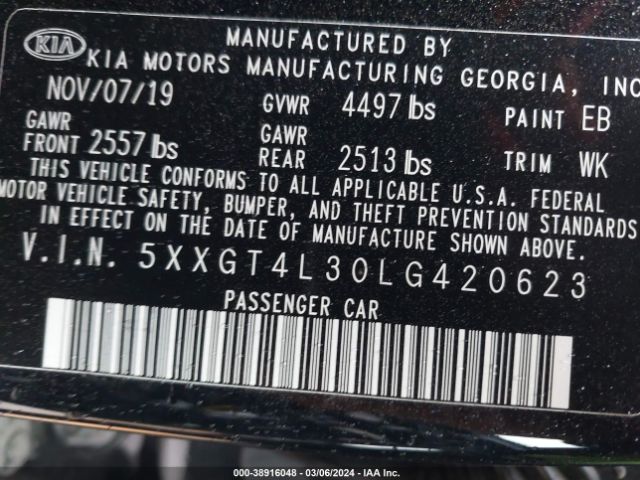 MANUFACTURED BY
KIA KIA MOTORS MANUFACTURING GEORGIA, INC
NOV/07/19 GVWR 4497 lbs PAINT EB
GAWR FRONT 2557 lbs GAWR REAR 2513 lbs TRIM WK
THIS VEHICLE CONFORMS TO ALL APPLICABLE U.S.A. FEDERAL
MOTOR VEHICLE SAFETY, BUMPER, AND THEFT PREVENTION STANDARDS
IN EFFECT ON THE DATE OF MANUFACTURE SHOWN ABOVE.
V.I.N. 5XXGT4L30LG420623
PASSENGER CAR
000-38916048 — 03/06/2024 — IAA Inc.